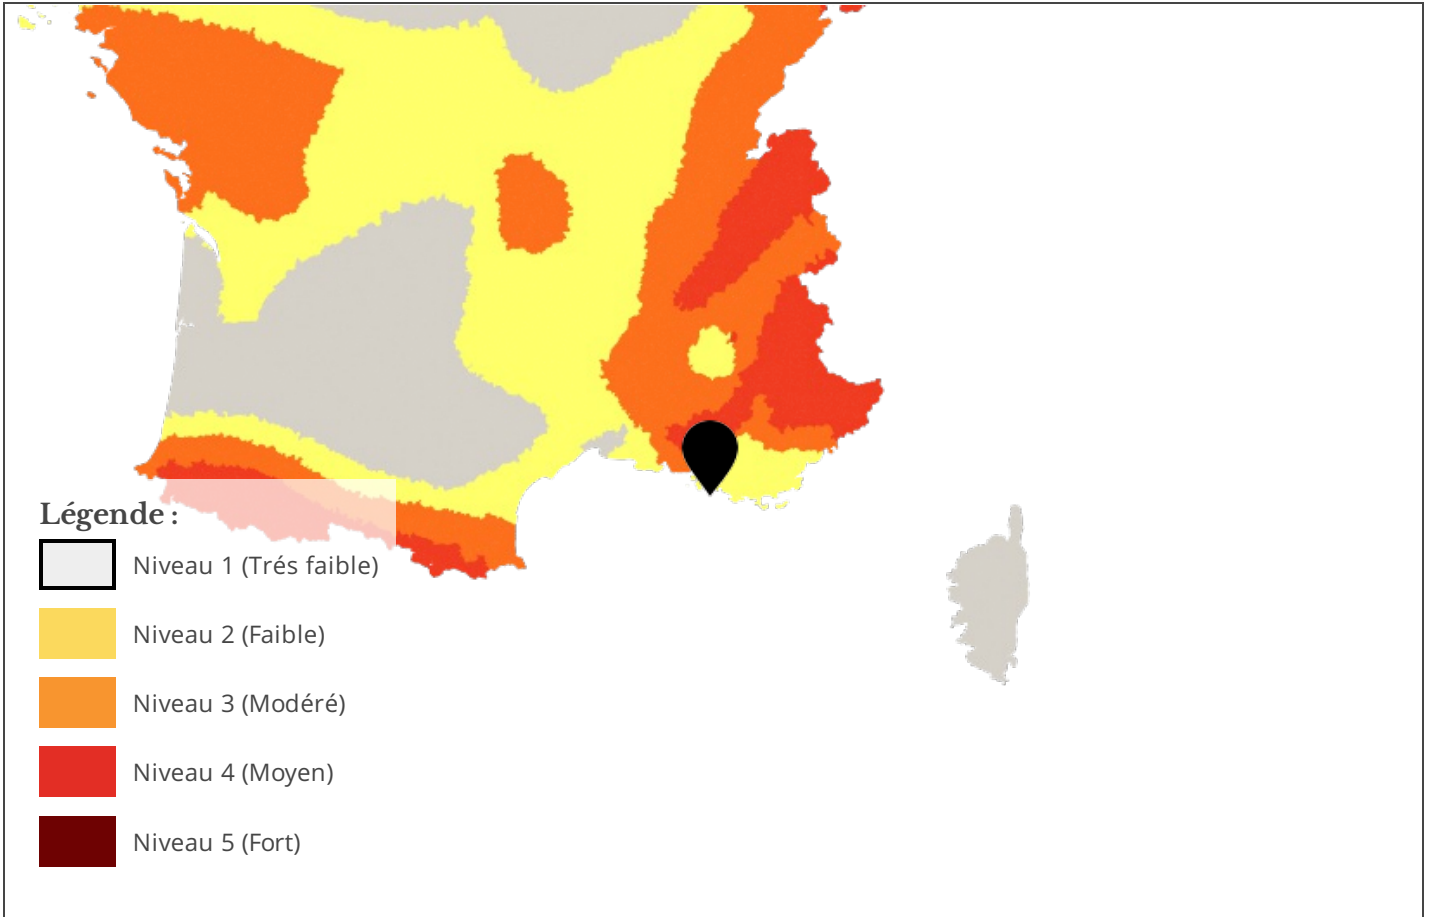 Légende :
Niveau 1 (Trés faible)
Niveau 2 (Faible)
Niveau 3 (Modéré)
Niveau 4 (Moyen)
Niveau 5 (Fort)